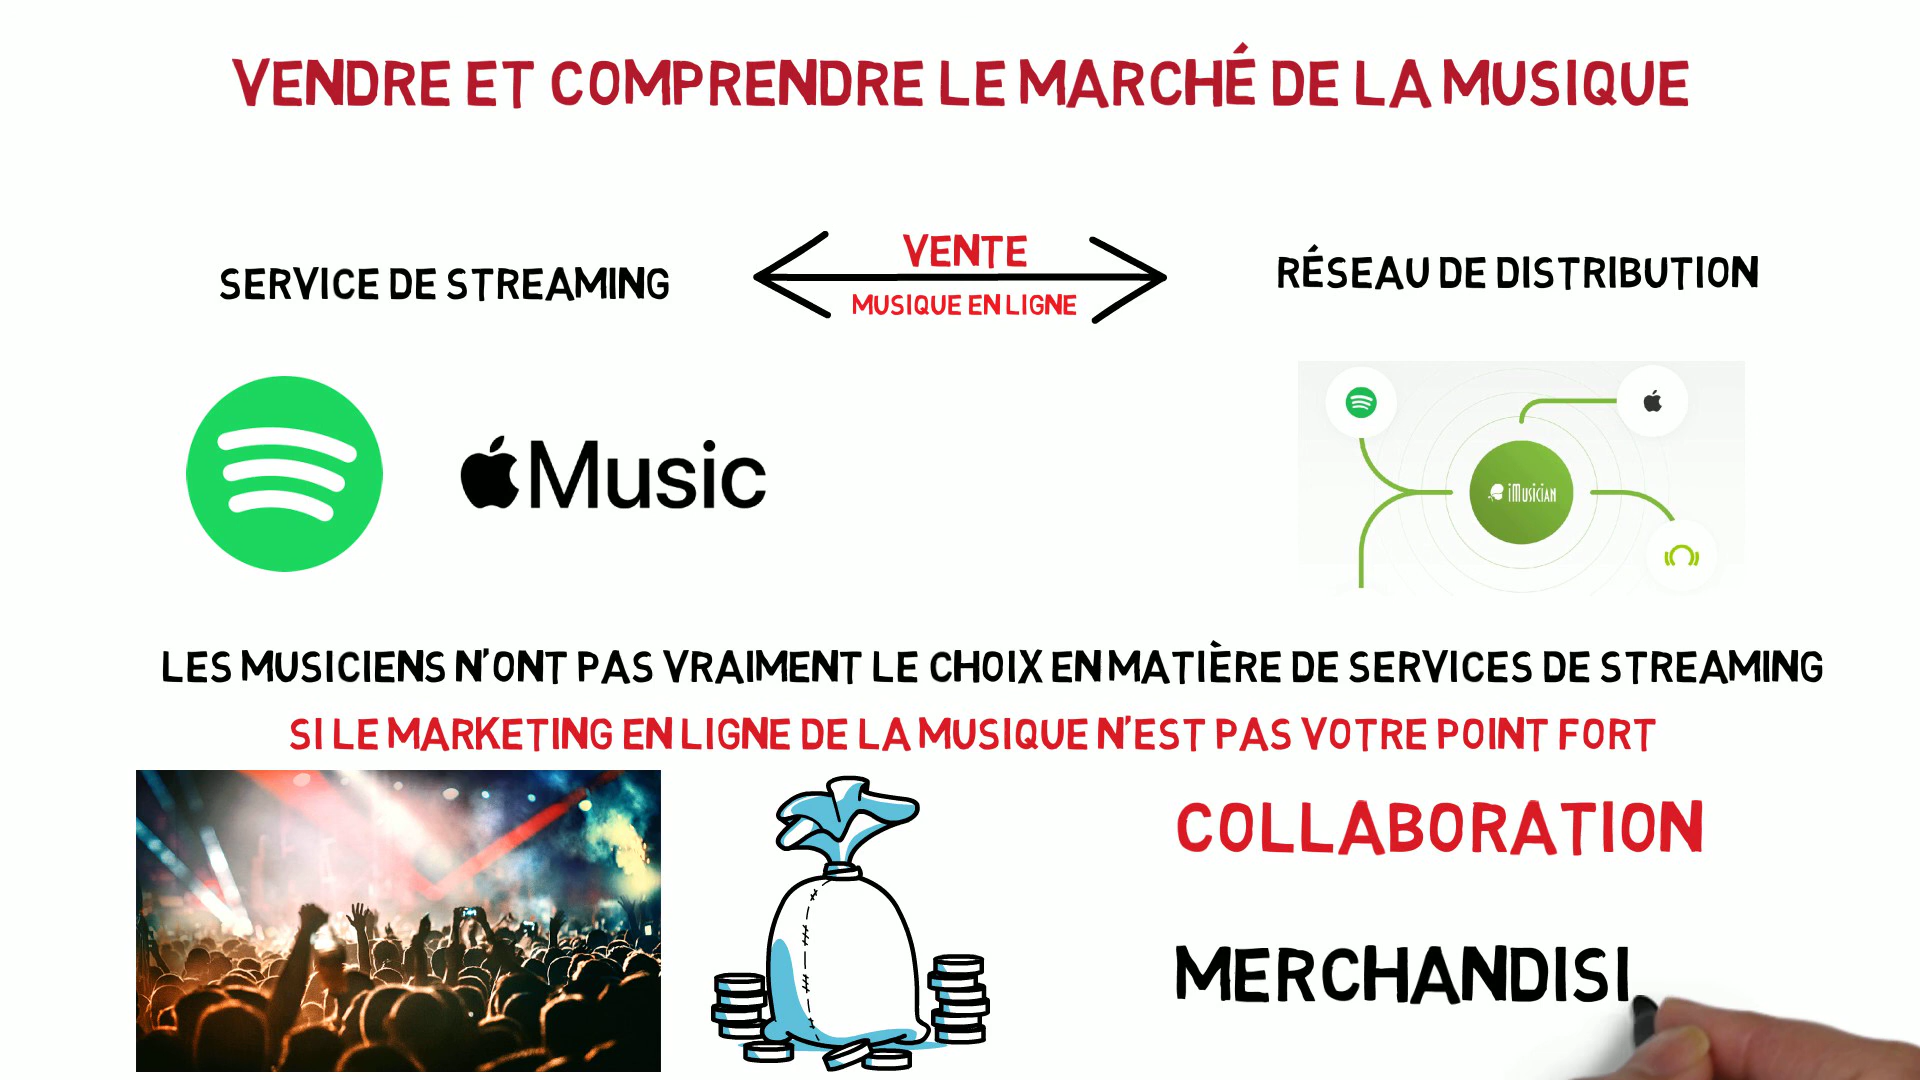 VENDRE ET COMPRENDRE LE MARCHÉ DE LA MUSIQUE
SERVICE DE STREAMING
VENTE
MUSIQUE EN LIGNE
RÉSEAU DE DISTRIBUTION
Music
iMusician
LES MUSICIENS N'ONT PAS VRAIMENT LE CHOIX EN MATIÈRE DE SERVICES DE STREAMING
SI LE MARKETING EN LIGNE DE LA MUSIQUE N'EST PAS VOTRE POINT FORT
COLLABORATION
MERCHANDISI